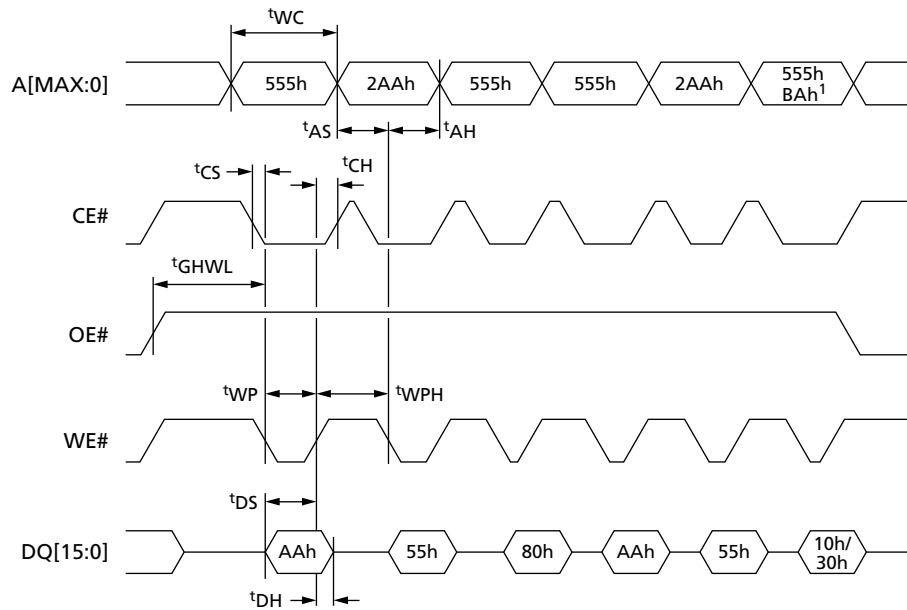 tWC
A[MAX:0] 555h 2AAh 555h 555h 2AAh 555h
BAh1
tAS tAH
tCS tCH
CE#
tGHWL
OE#
tWP tWPH
WE#
tDS
DQ[15:0] AAh 55h 80h AAh 55h 10h/
30h
tDH